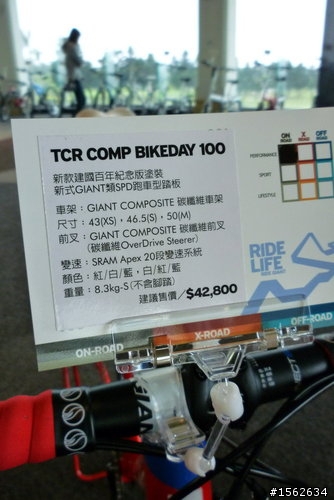 TCR COMP BIKEDAY 100
新款建國百年紀念版塗裝
新式GIANT類SPD跑車型踏板
車架：GIANT COMPOSITE 碳纖維車架
尺寸：43(XS), 46.5(S), 50(M)
前叉：GIANT COMPOSITE 碳纖維前叉
(碳纖維OverDrive Steerer)
變速：SRAM Apex 20段變速系統
顏色：紅/白/藍, 白/紅/藍
重量：8.3kg-S(不含腳踏)
建議售價／$42,800
ON ROAD
X ROAD
OFF ROAD
PERFORMANCE
SPORT
LIFESTYLE
RIDE LIFE
ON-ROAD
X-ROAD
OFF-ROAD
GIANT
#1562634